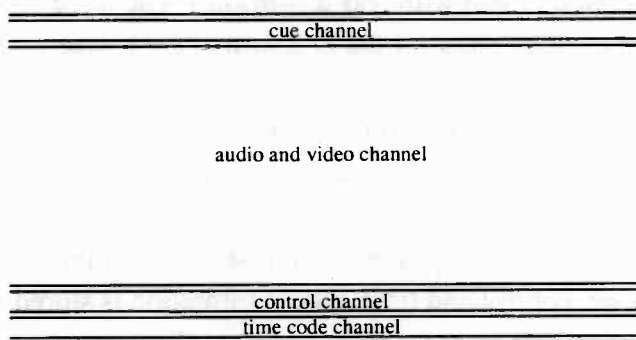 cue channel
audio and video channel
control channel
time code channel